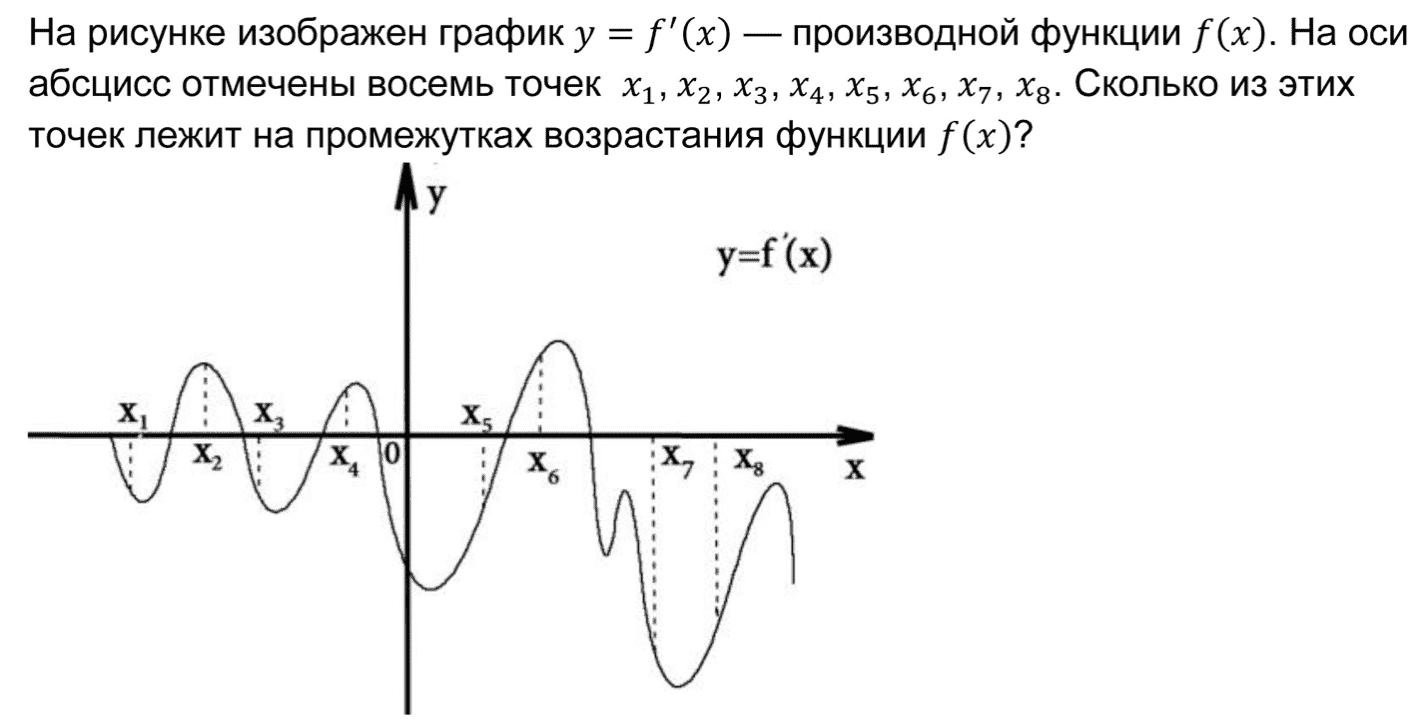 На рисунке изображен график y = f′(x) — производной функции f(x). На оси
абсцисс отмечены восемь точек x₁, x₂, x₃, x₄, x₅, x₆, x₇, x₈. Сколько из этих
точек лежит на промежутках возрастания функции f(x)?
y
y=f′(x)
x₁ x₃ x₅
x₂ x₄ 0 x₆ x₇ x₈ x